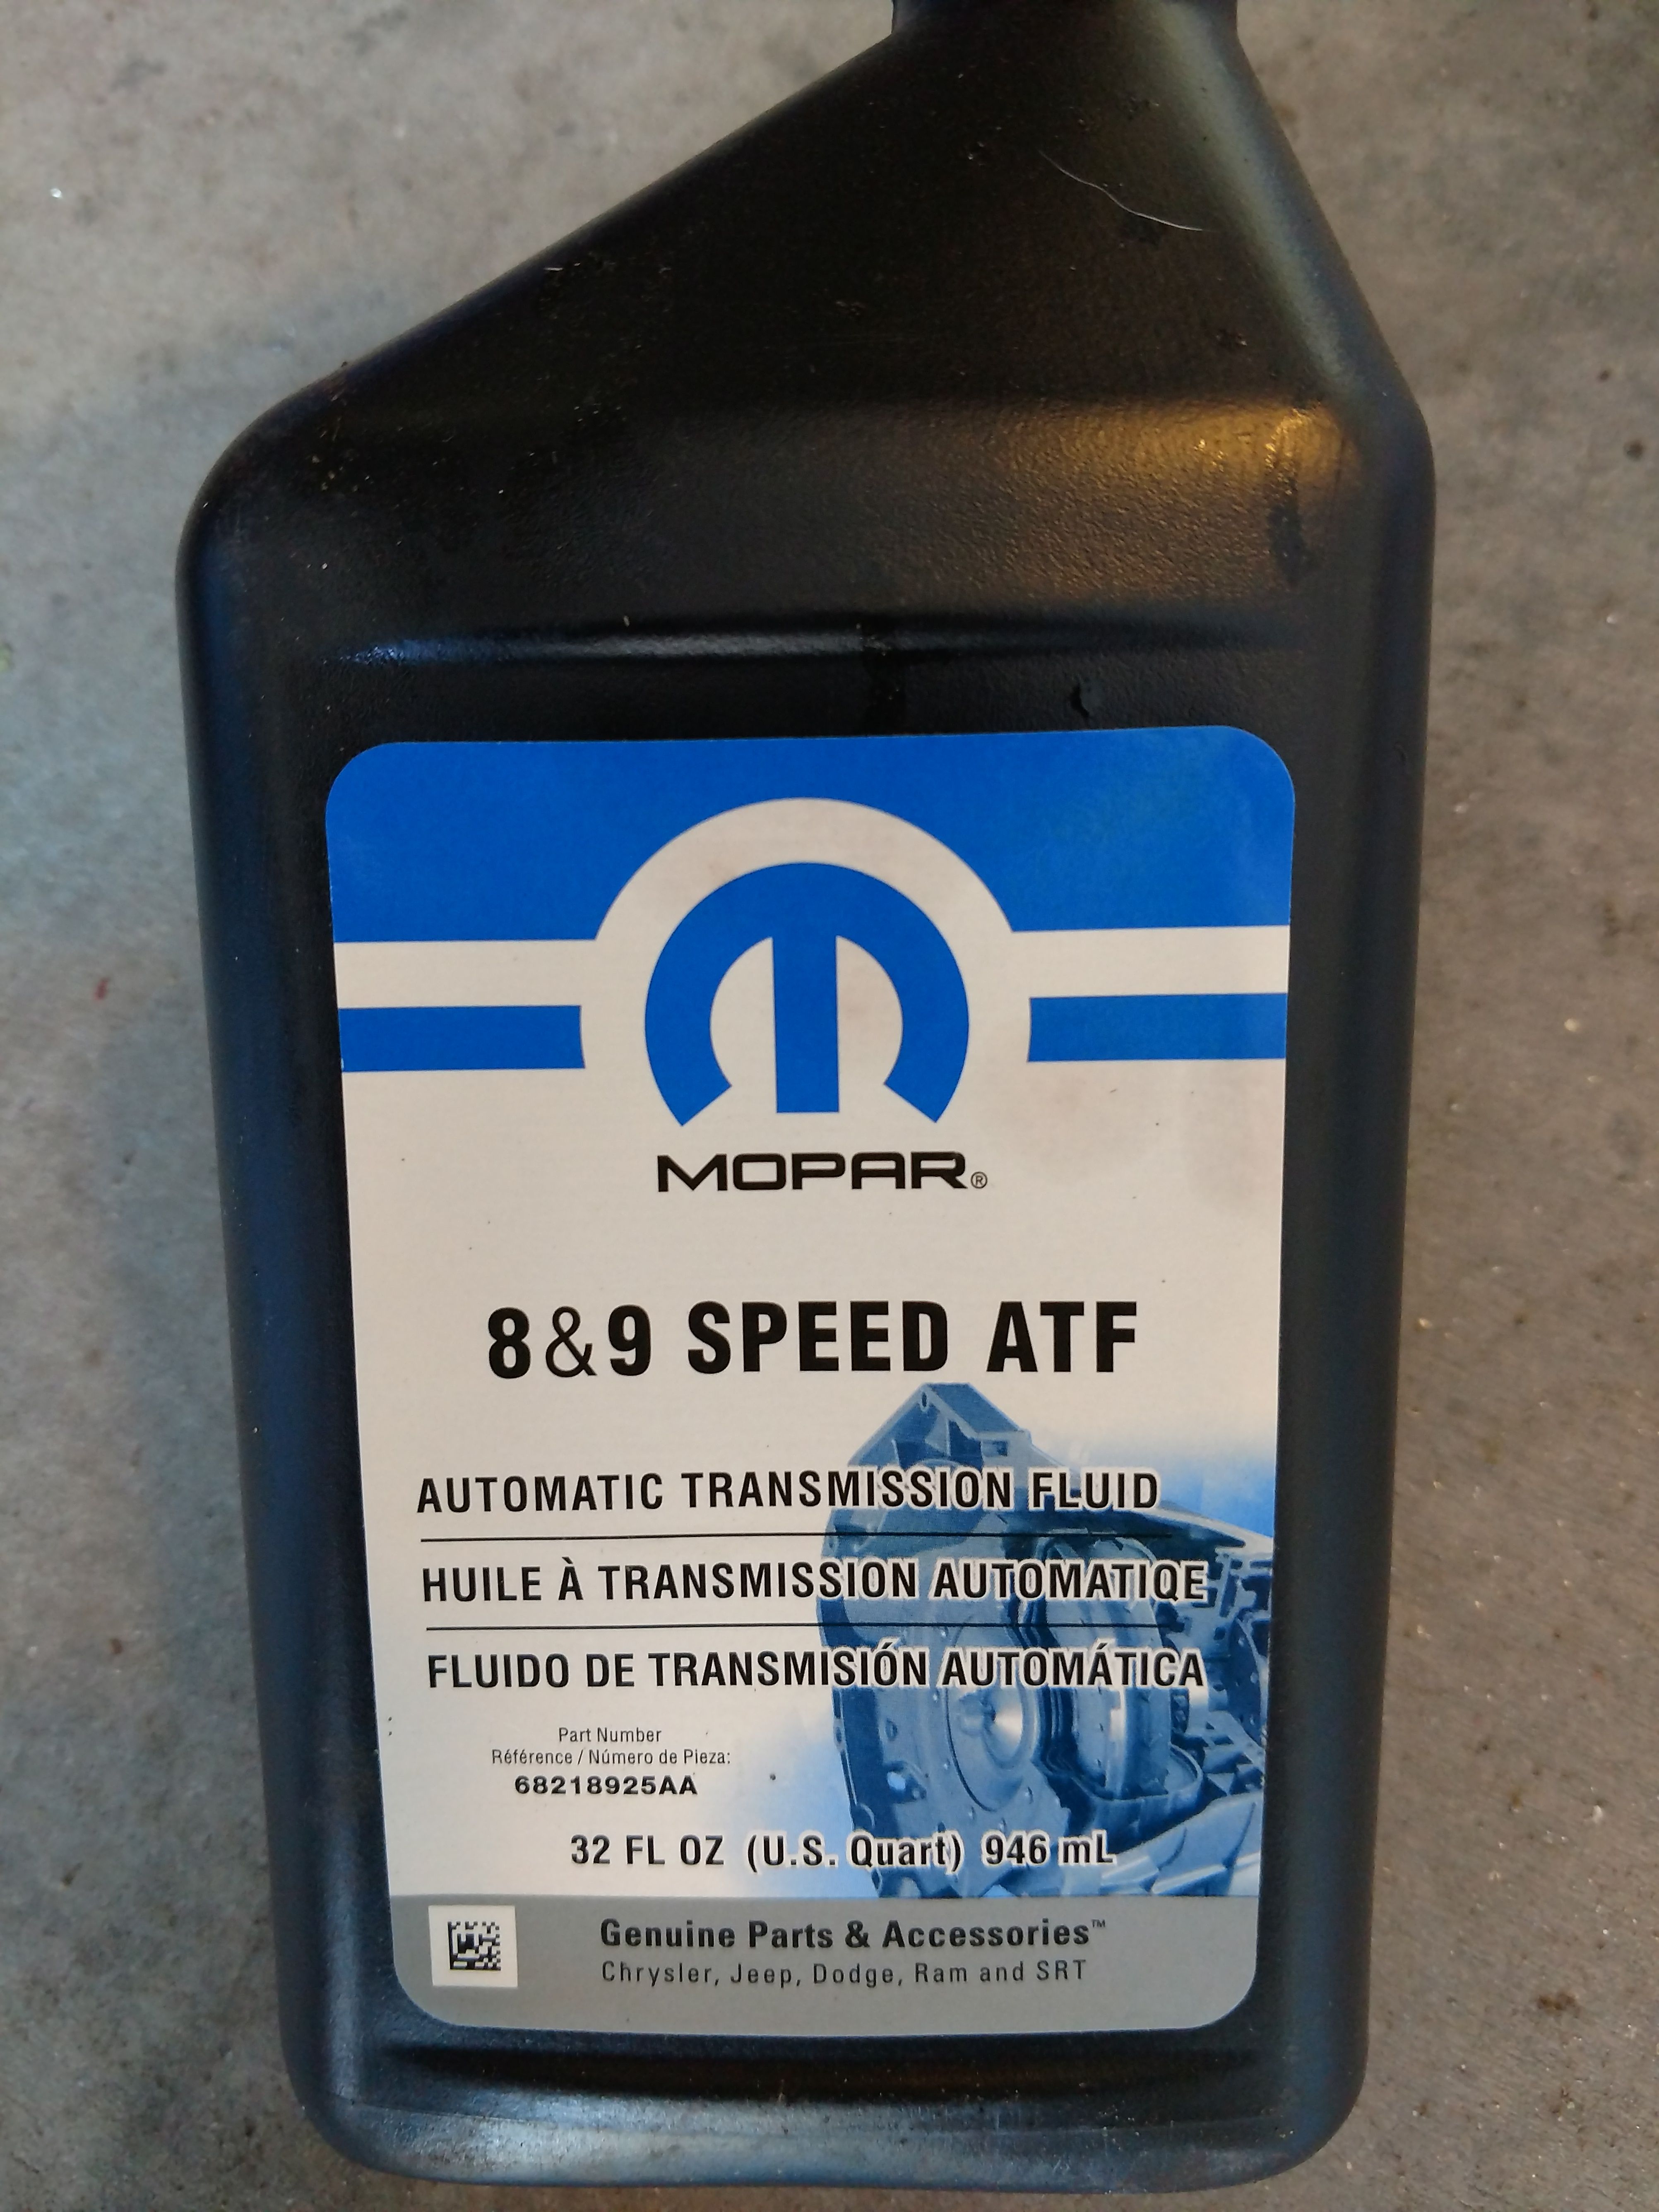 MOPAR®
8&9 SPEED ATF
AUTOMATIC TRANSMISSION FLUID
HUILE À TRANSMISSION AUTOMATIQE
FLUIDO DE TRANSMISIÓN AUTOMÁTICA
Part Number
Référence / Número de Pieza:
68218925AA
32 FL OZ (U.S. Quart) 946 mL
Genuine Parts & Accessories™
Chrysler, Jeep, Dodge, Ram and SRT